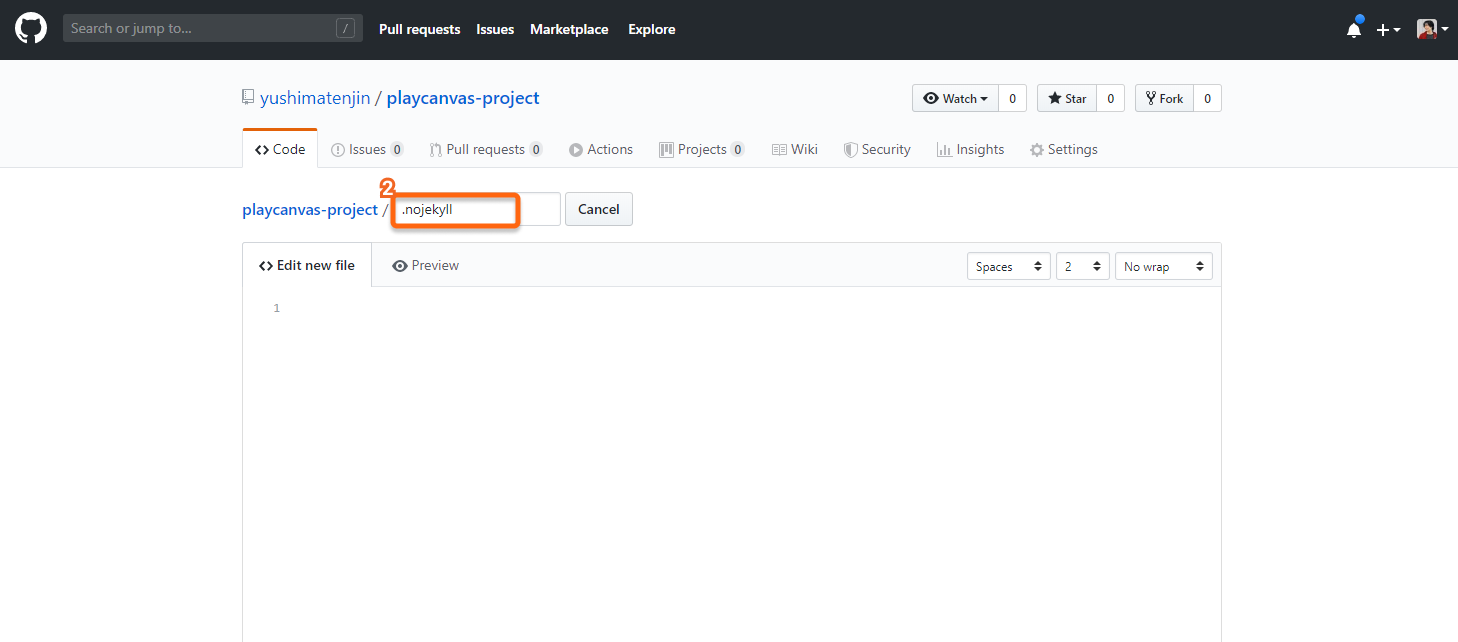 Search or jump to... /
Pull requests Issues Marketplace Explore
yushimatenjin / playcanvas-project
Watch 0 Star 0 Fork 0
Code Issues 0 Pull requests 0 Actions Projects 0 Wiki Security Insights Settings
2
playcanvas-project / .nojekyll Cancel
Edit new file Preview Spaces 2 No wrap
1